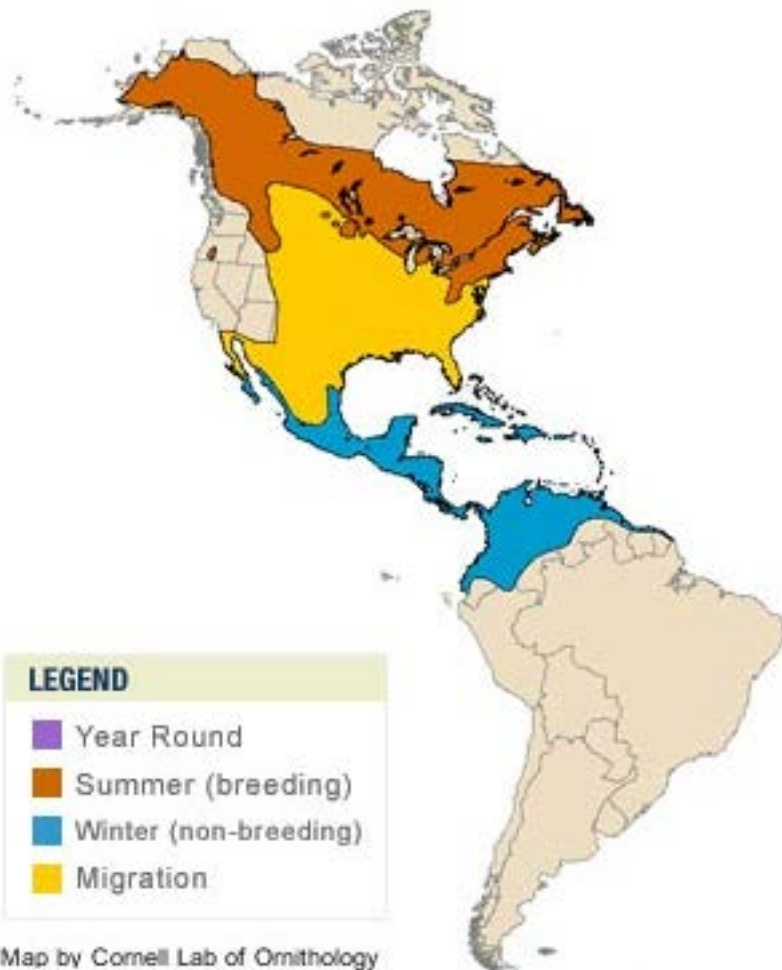 LEGEND
Year Round
Summer (breeding)
Winter (non-breeding)
Migration
Map by Cornell Lab of Ornithology